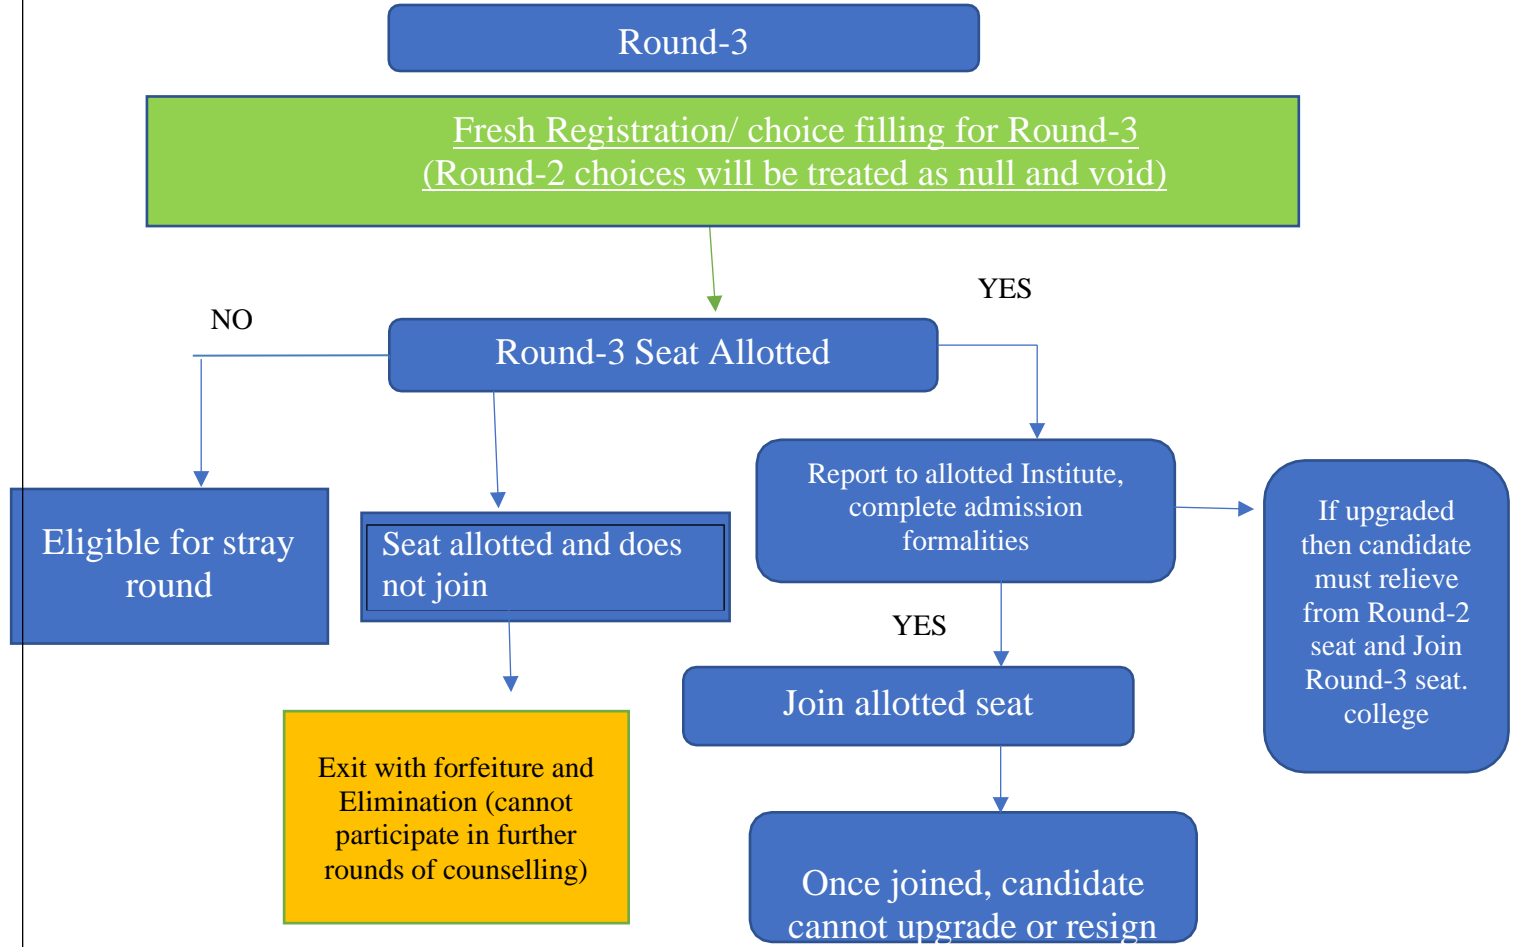 Round-3
Fresh Registration/ choice filling for Round-3
(Round-2 choices will be treated as null and void)
YES
NO
Round-3 Seat Allotted
Report to allotted Institute,
complete admission
formalities
If upgraded
then candidate
must relieve
from Round-2
seat and Join
Round-3 seat.
college
Eligible for stray
round
Seat allotted and does
not join
YES
Join allotted seat
Exit with forfeiture and
Elimination (cannot
participate in further
rounds of counselling)
Once joined, candidate
cannot upgrade or resign